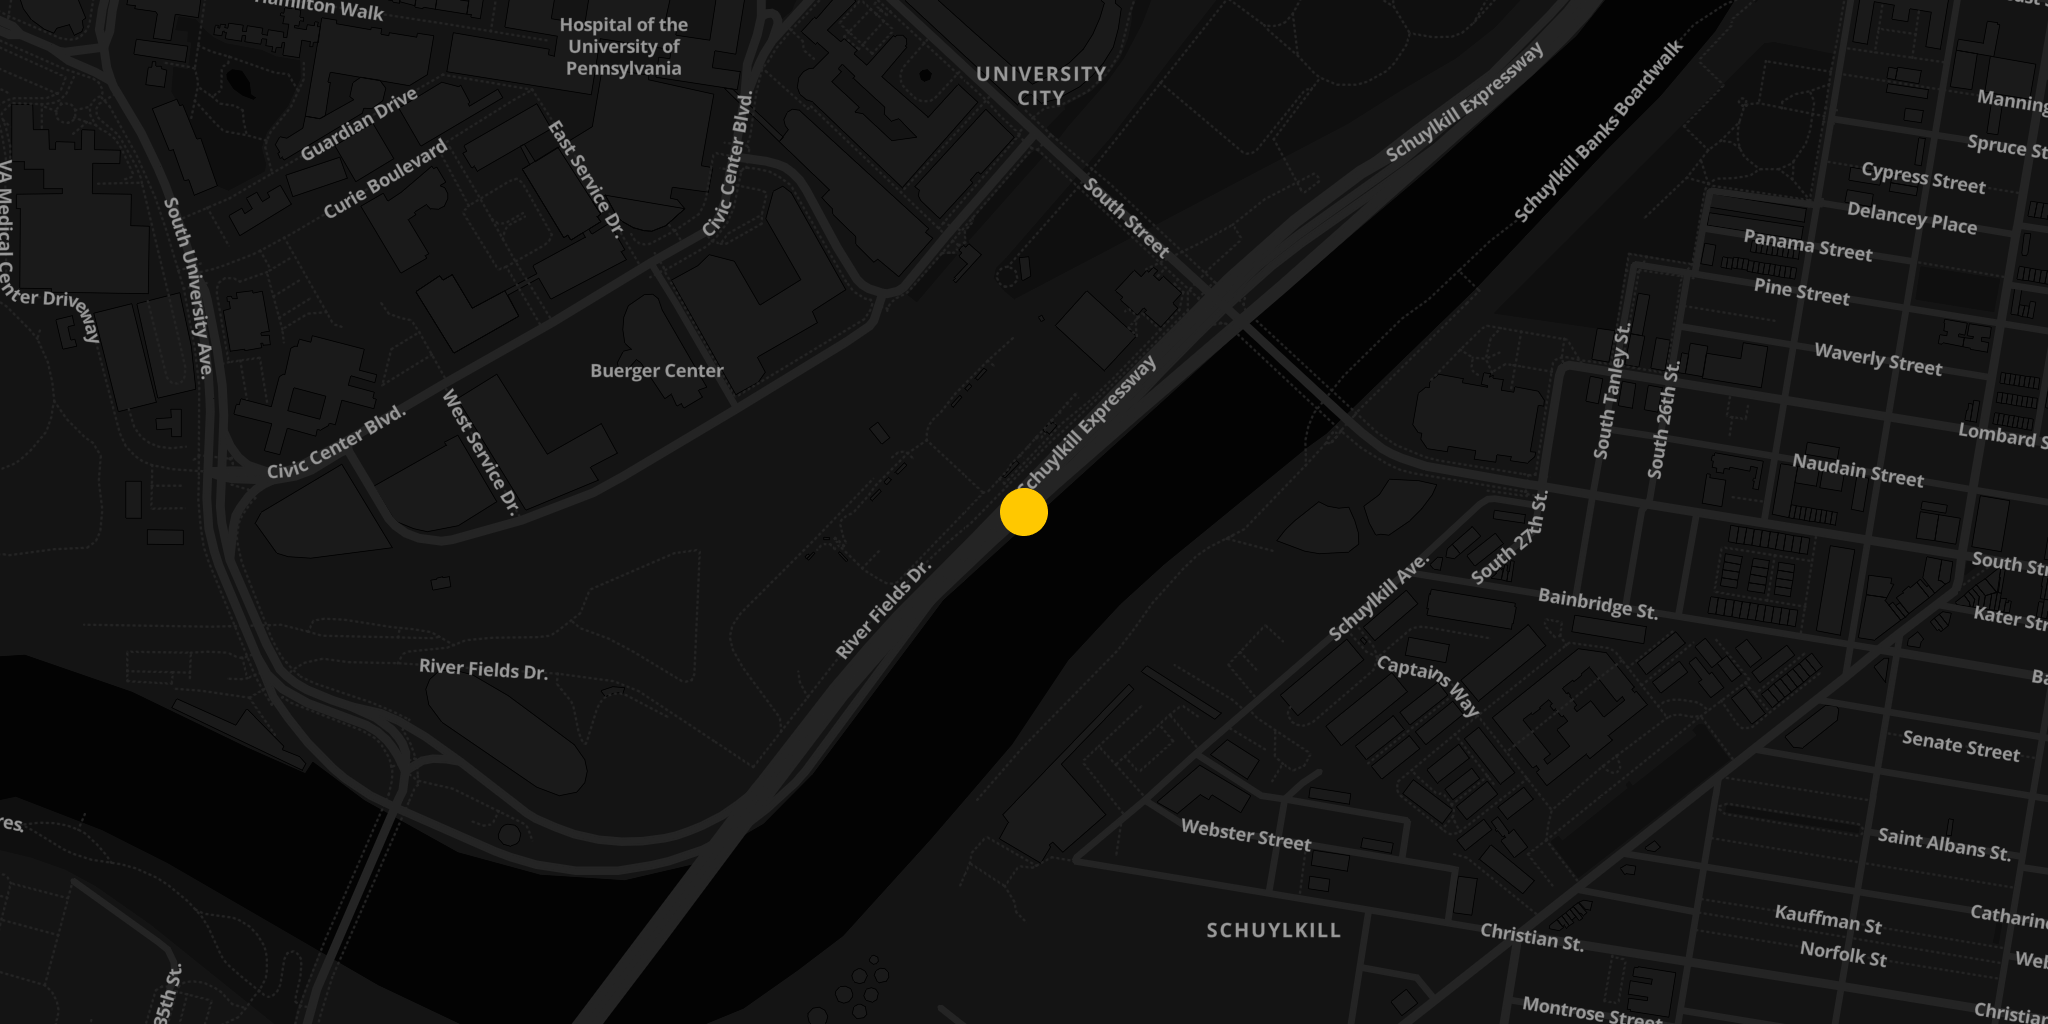 Hamilton Walk
Hospital of the
University of
Pennsylvania
UNIVERSITY
CITY
Schuylkill Expressway
Schuylkill Banks Boardwalk
Manning
Spruce St
Cypress Street
Delancey Place
Panama Street
Pine Street
Waverly Street
Lombard S
Naudain Street
South Str
Guardian Drive
Curie Boulevard
East Service Dr.
Civic Center Blvd.
South Street
VA Medical Center Driveway
South University Ave.
Buerger Center
West Service Dr.
Civic Center Blvd.
Schuylkill Expressway
South Tanley St.
South 26th St.
South 27th St.
Schuylkill Ave.
Bainbridge St.
Kater Str
Ba
River Fields Dr.
River Fields Dr.
Captains Way
Senate Street
res.
Webster Street
Saint Albans St.
SCHUYLKILL
Christian St.
Kauffman St
Catharine
Norfolk St
Web
35th St.
Montrose Street
Christian